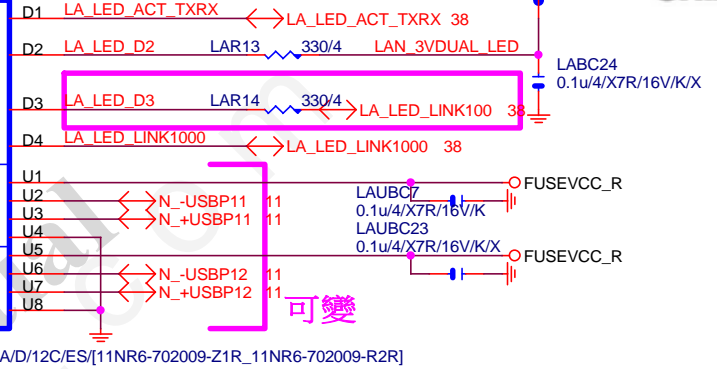 D1 LA_LED_ACT_TXRX LA_LED_ACT_TXRX 38
D2 LA_LED_D2 LAR13 330/4 LAN_3VDUAL_LED
LABC24
0.1u/4/X7R/16V/K/X
D3 LA_LED_D3 LAR14 330/4 LA_LED_LINK100 38
D4 LA_LED_LINK1000 LA_LED_LINK1000 38
U1 FUSEVCC_R
U2 N_-USBP11 11
LAUBC7
0.1u/4/X7R/16V/K
U3 N_+USBP11 11
U4
LAUBC23
0.1u/4/X7R/16V/K/X
U5 FUSEVCC_R
U6 N_-USBP12 11
U7 N_+USBP12 11
U8
可變
A/D/12C/ES/[11NR6-702009-Z1R_11NR6-702009-R2R]